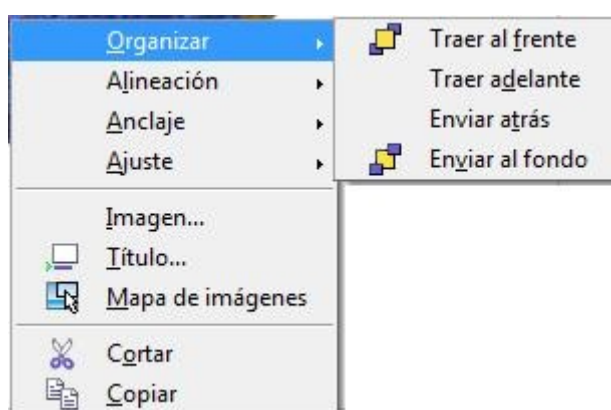 Organizar
Alineación
Anclaje
Ajuste
Imagen...
Título...
Mapa de imágenes
Cortar
Copiar
Traer al frente
Traer adelante
Enviar atrás
Enviar al fondo